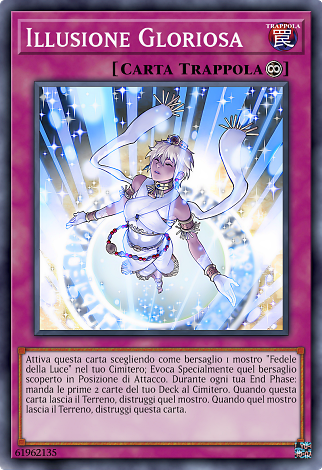 Illusione Gloriosa
TRAPPOLA
罠
[Carta Trappola]
Attiva questa carta scegliendo come bersaglio 1 mostro "Fedele
della Luce" nel tuo Cimitero; Evoca Specialmente quel bersaglio
scoperto in Posizione di Attacco. Durante ogni tua End Phase:
manda le prime 2 carte del tuo Deck al Cimitero. Quando questa
carta lascia il Terreno, distruggi quel mostro. Quando quel mostro
lascia il Terreno, distruggi questa carta.
61962135